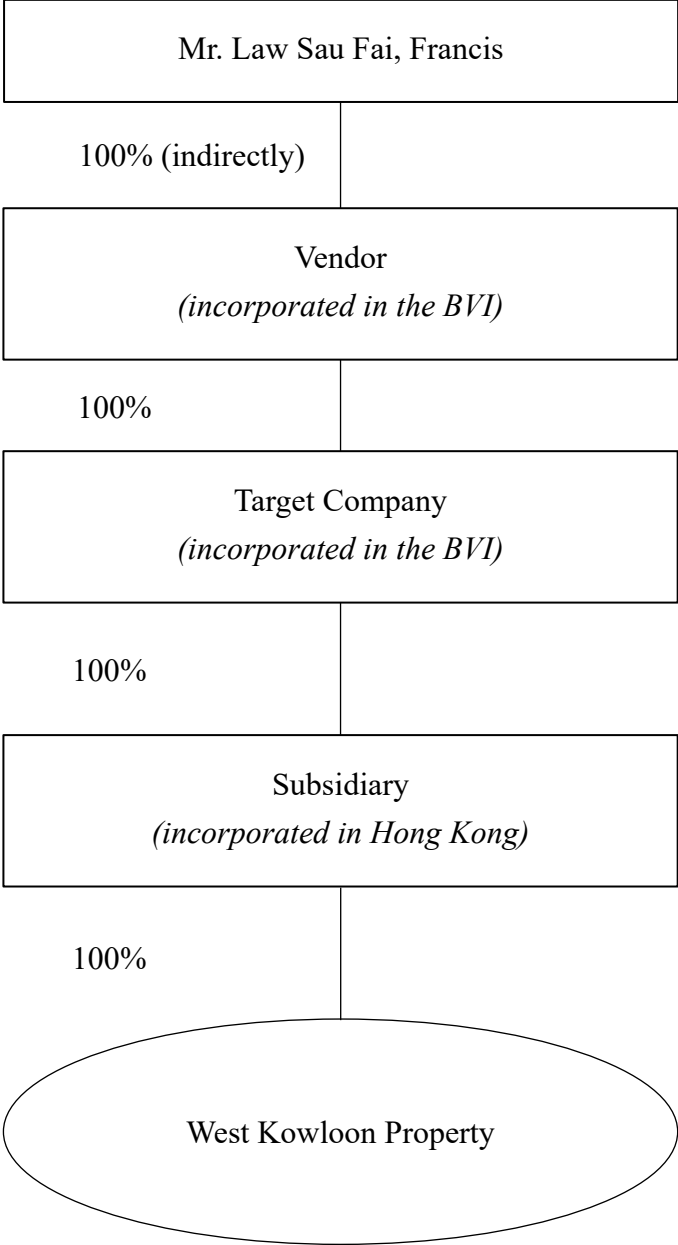 Mr. Law Sau Fai, Francis
100% (indirectly)
Vendor
(incorporated in the BVI)
100%
Target Company
(incorporated in the BVI)
100%
Subsidiary
(incorporated in Hong Kong)
100%
West Kowloon Property